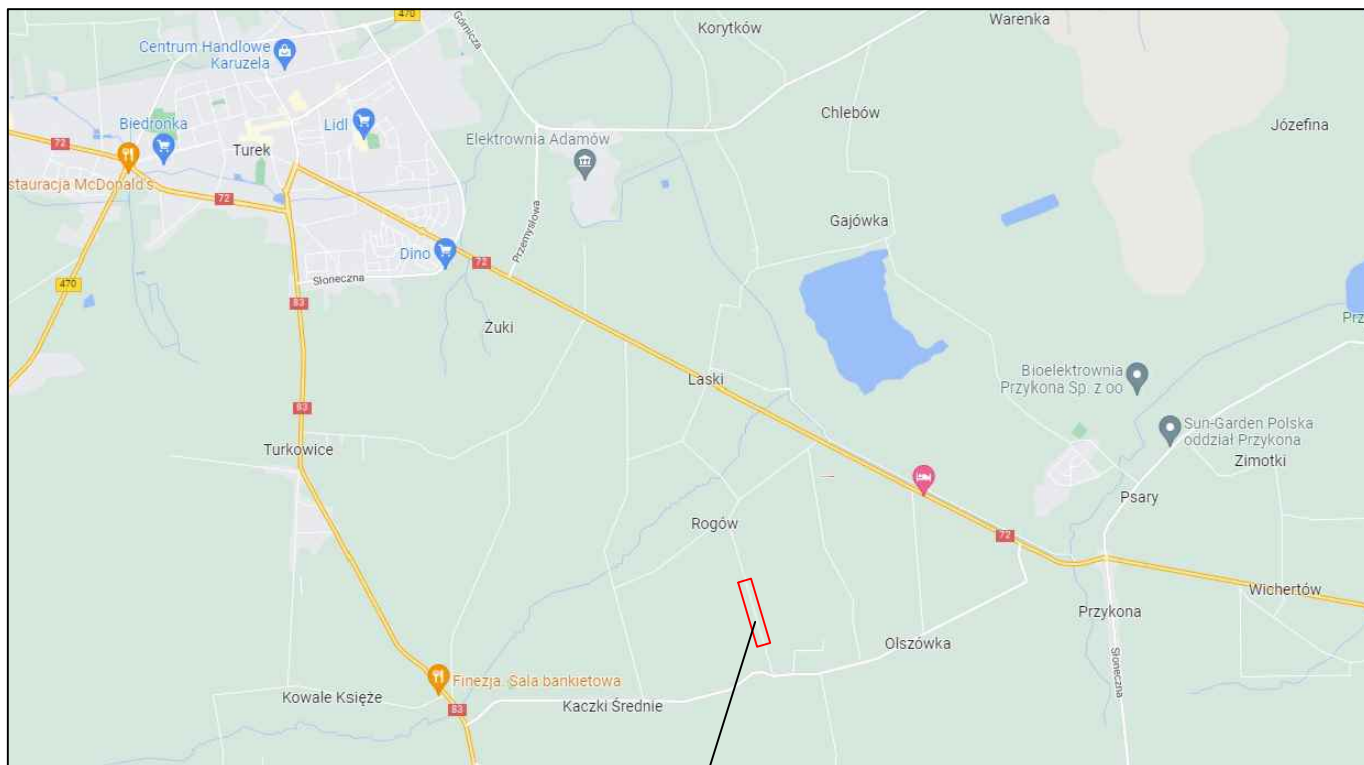 470
Górnicza
Korytków
Warenka
Centrum Handlowe
Karuzela
Chlebów
Józefina
Biedronka
Lidl
Elektrownia Adamów
72
Turek
stauracja McDonald's
72
Gajówka
Przemysłowa
Dino
72
Słoneczna
470
83
Prz
Żuki
Laski
Bioelektrownia
Przykona Sp. z oo
83
Sun-Garden Polska
oddział Przykona
Turkowice
Zimotki
Psary
Rogów
72
Wichertów
Przykona
Olszówka
Słoneczna
Finezja. Sala bankietowa
Kowale Księże
83
Kaczki Średnie